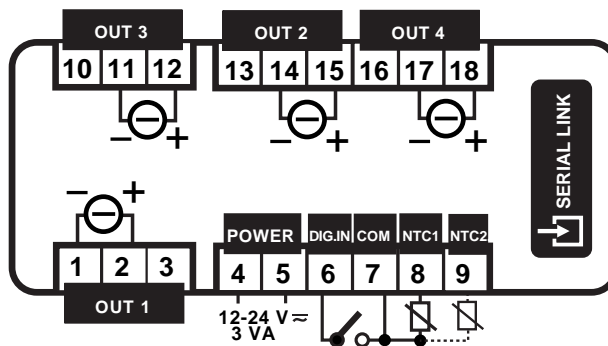 OUT 3 OUT 2 OUT 4
10 11 12 13 14 15 16 17 18
− + − + − +
SERIAL LINK
− +
POWER DIG.IN COM NTC1 NTC2
1 2 3 4 5 6 7 8 9
OUT 1
12-24 V ≂
3 VA